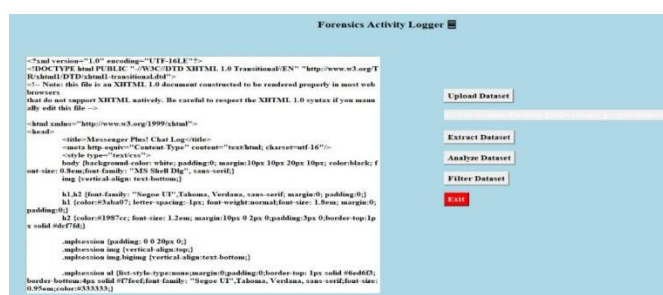 Forensics Activity Logger
<?xml version="1.0" encoding="UTF-16LE"?>
<!DOCTYPE html PUBLIC "-//W3C//DTD XHTML 1.0 Transitional//EN" "http://www.w3.org/T
R/xhtml1/DTD/xhtml1-transitional.dtd">
<!-- Note: this file is an XHTML 1.0 document constructed to be rendered properly in most web
browsers
that do not support XHTML natively. Be careful to respect the XHTML 1.0 syntax if you manu
ally edit this file -->
<html xmlns="http://www.w3.org/1999/xhtml">
<head>
<title>Messenger Plus! Chat Log</title>
<meta http-equiv="Content-Type" content="text/html; charset=utf-16"/>
<style type="text/css">
body {background-color: white; padding:0; margin:10px 10px 20px 10px; color:black; f
ont-size: 0.8em;font-family: "MS Shell Dlg", sans-serif;}
img {vertical-align: text-bottom;}
h1,h2 {font-family: "Segoe UI",Tahoma, Verdana, sans-serif; margin:0; padding:0;}
h1 {color:#3aba07; letter-spacing:-1px; font-weight:normal;font-size: 1.8em; margin:0;
padding:0;}
h2 {color:#1987cc; font-size: 1.2em; margin:10px 0 2px 0;padding:3px 0;border-top:1p
x solid #dcf7fd;}
.mplsession {padding: 0 0 20px 0;}
.mplsession img {vertical-align:top;}
.mplsession img.bigimg {vertical-align:text-bottom;}
.mplsession ul {list-style-type:none;margin:0;padding:0;border-top: 1px solid #6ed6f3;
border-bottom:4px solid #f7fcef;font-family: "Segoe UI",Tahoma, Verdana, sans-serif;font-size:
0.95em;color:#333333;}
Upload Dataset
Extract Dataset
Analyze Dataset
Filter Dataset
Exit